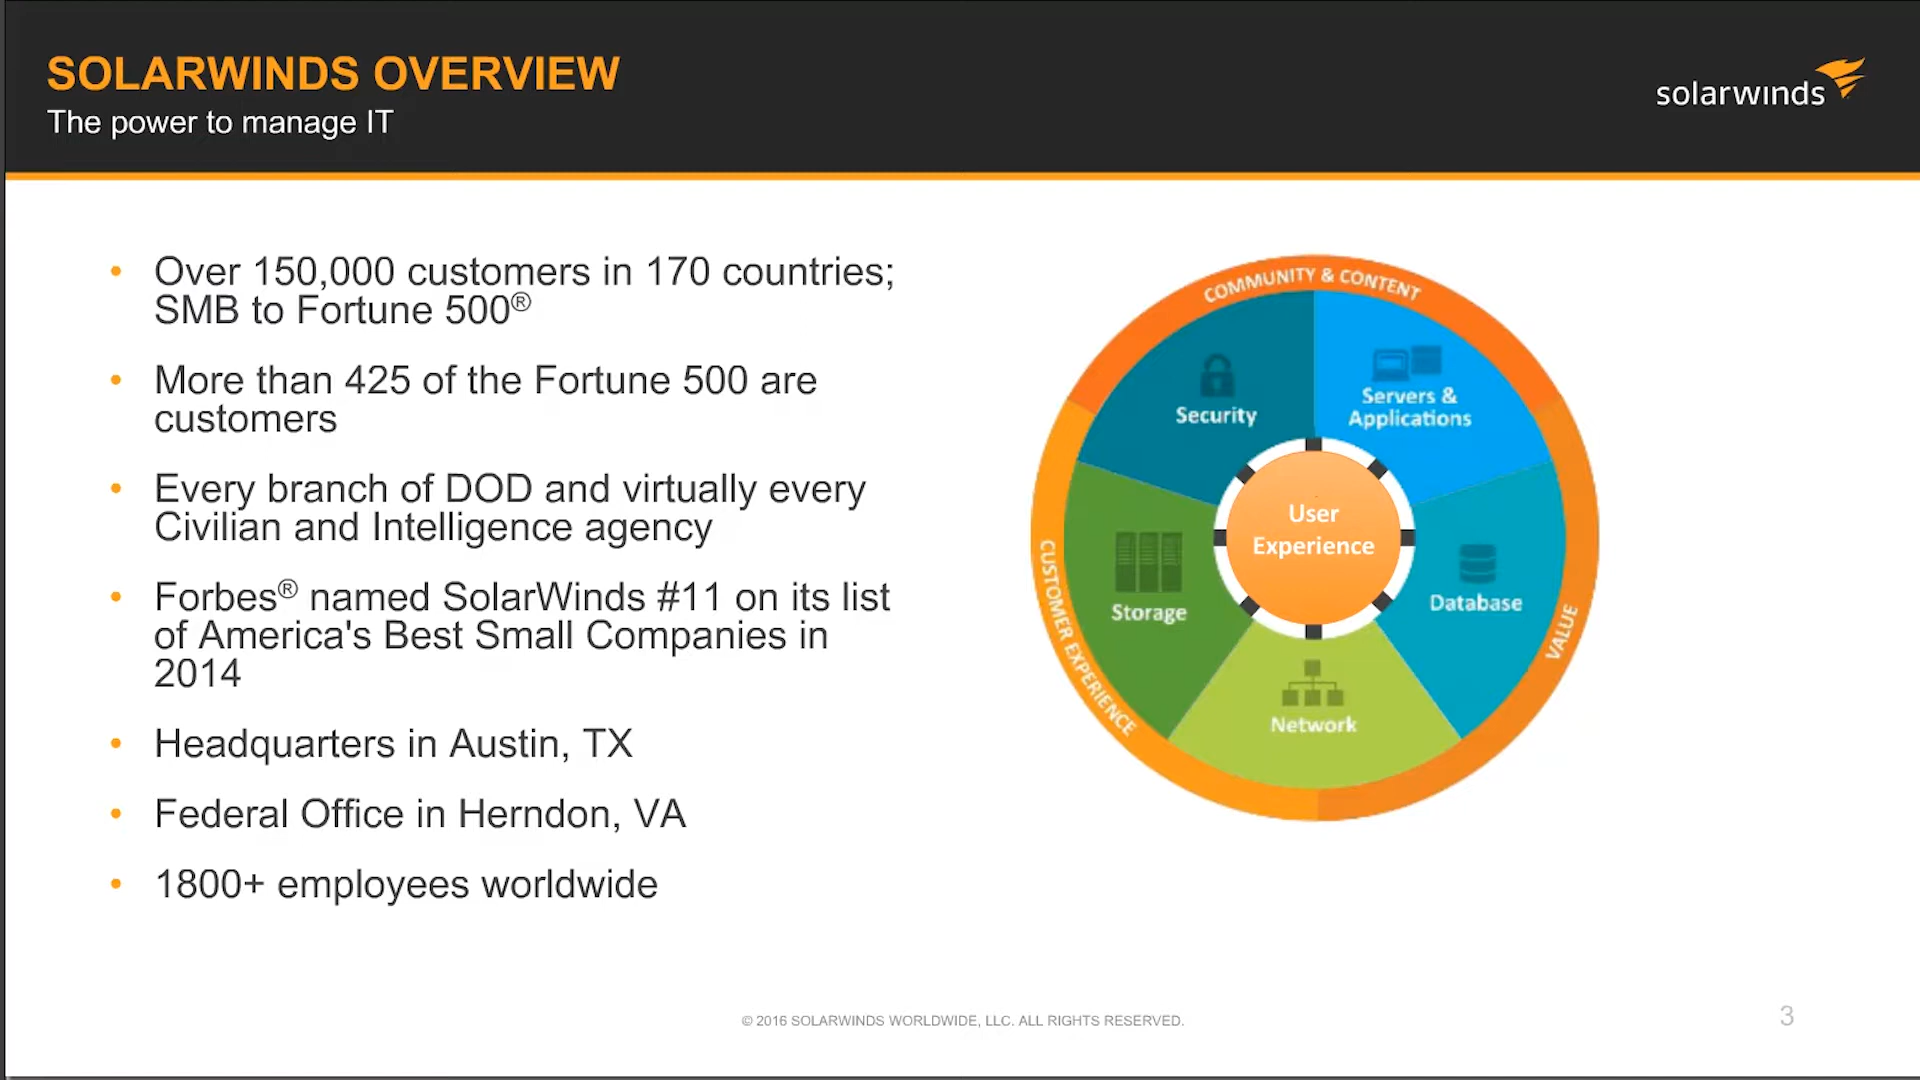 SOLARWINDS OVERVIEW
The power to manage IT
solarwinds
• Over 150,000 customers in 170 countries;
SMB to Fortune 500®
• More than 425 of the Fortune 500 are
customers
• Every branch of DOD and virtually every
Civilian and Intelligence agency
• Forbes® named SolarWinds #11 on its list
of America's Best Small Companies in
2014
• Headquarters in Austin, TX
• Federal Office in Herndon, VA
• 1800+ employees worldwide
COMMUNITY & CONTENT
Security
Servers &
Applications
User
Experience
Storage
Database
Network
CUSTOMER EXPERIENCE
VALUE
© 2016 SOLARWINDS WORLDWIDE, LLC. ALL RIGHTS RESERVED.
3